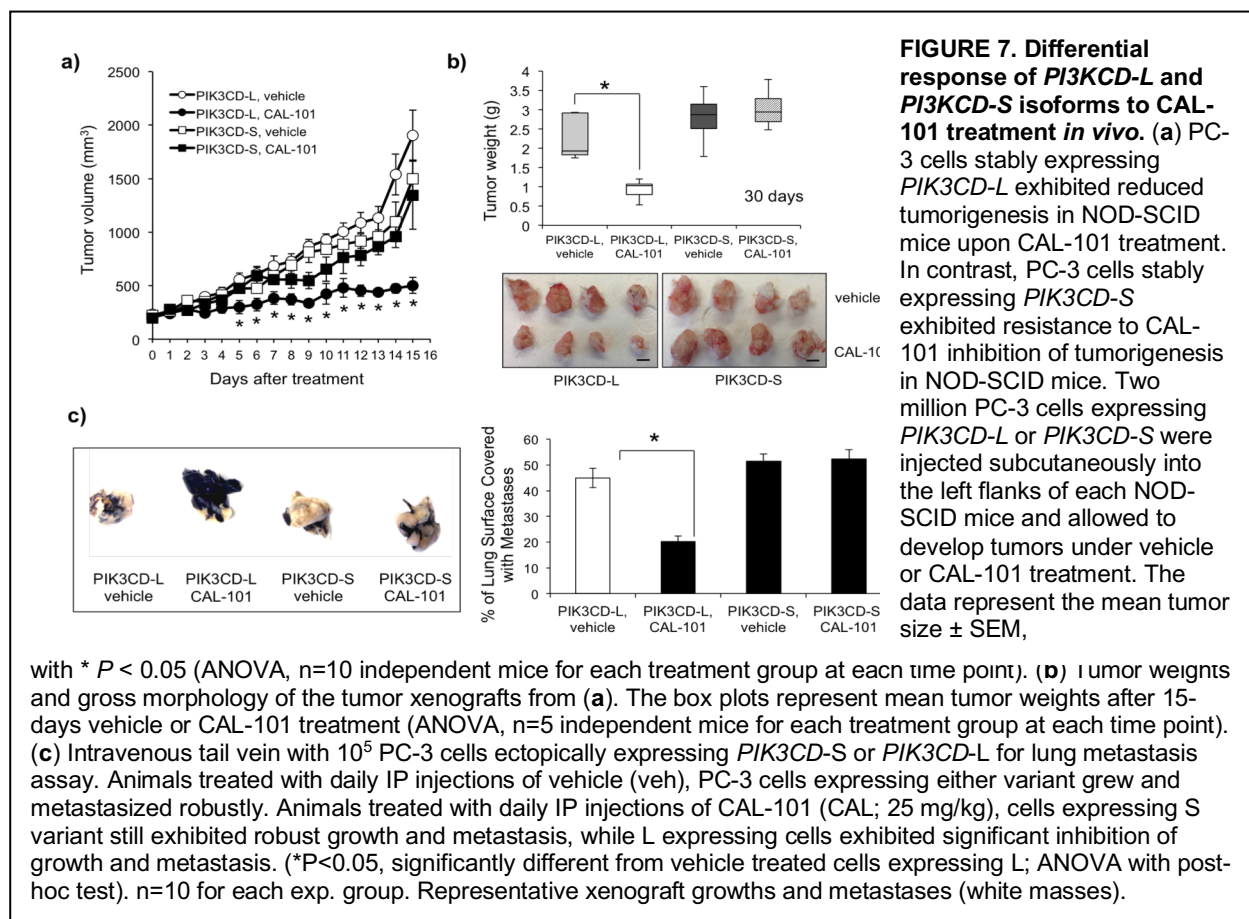 a)
2500
2000
1500
1000
500
0
Tumor volume (mm³)
PIK3CD-L, vehicle
PIK3CD-L, CAL-101
PIK3CD-S, vehicle
PIK3CD-S, CAL-101
* * * * * * * * * * *
0 1 2 3 4 5 6 7 8 9 10 11 12 13 14 15 16
Days after treatment
b)
4
3.5
3
2.5
2
1.5
1
0.5
0
Tumor weight (g)
*
30 days
PIK3CD-L, vehicle
PIK3CD-L, CAL-101
PIK3CD-S, vehicle
PIK3CD-S, CAL-101
vehicle
CAL-10
PIK3CD-L
PIK3CD-S
c)
PIK3CD-L vehicle
PIK3CD-L CAL-101
PIK3CD-S vehicle
PIK3CD-S CAL-101
% of Lung Surface Covered
with Metastases
60
50
40
30
20
10
0
*
PIK3CD-L, vehicle
PIK3CD-L, CAL-101
PIK3CD-S, vehicle
PIK3CD-S CAL-101
FIGURE 7. Differential
response of PI3KCD-L and
PI3KCD-S isoforms to CAL-
101 treatment in vivo. (a) PC-
3 cells stably expressing
PIK3CD-L exhibited reduced
tumorigenesis in NOD-SCID
mice upon CAL-101 treatment.
In contrast, PC-3 cells stably
expressing PIK3CD-S
exhibited resistance to CAL-
101 inhibition of tumorigenesis
in NOD-SCID mice. Two
million PC-3 cells expressing
PIK3CD-L or PIK3CD-S were
injected subcutaneously into
the left flanks of each NOD-
SCID mice and allowed to
develop tumors under vehicle
or CAL-101 treatment. The
data represent the mean tumor
size ± SEM,
with * P < 0.05 (ANOVA, n=10 independent mice for each treatment group at each time point). (b) Tumor weights
and gross morphology of the tumor xenografts from (a). The box plots represent mean tumor weights after 15-
days vehicle or CAL-101 treatment (ANOVA, n=5 independent mice for each treatment group at each time point).
(c) Intravenous tail vein with 10⁵ PC-3 cells ectopically expressing PIK3CD-S or PIK3CD-L for lung metastasis
assay. Animals treated with daily IP injections of vehicle (veh), PC-3 cells expressing either variant grew and
metastasized robustly. Animals treated with daily IP injections of CAL-101 (CAL; 25 mg/kg), cells expressing S
variant still exhibited robust growth and metastasis, while L expressing cells exhibited significant inhibition of
growth and metastasis. (*P<0.05, significantly different from vehicle treated cells expressing L; ANOVA with post-
hoc test). n=10 for each exp. group. Representative xenograft growths and metastases (white masses).